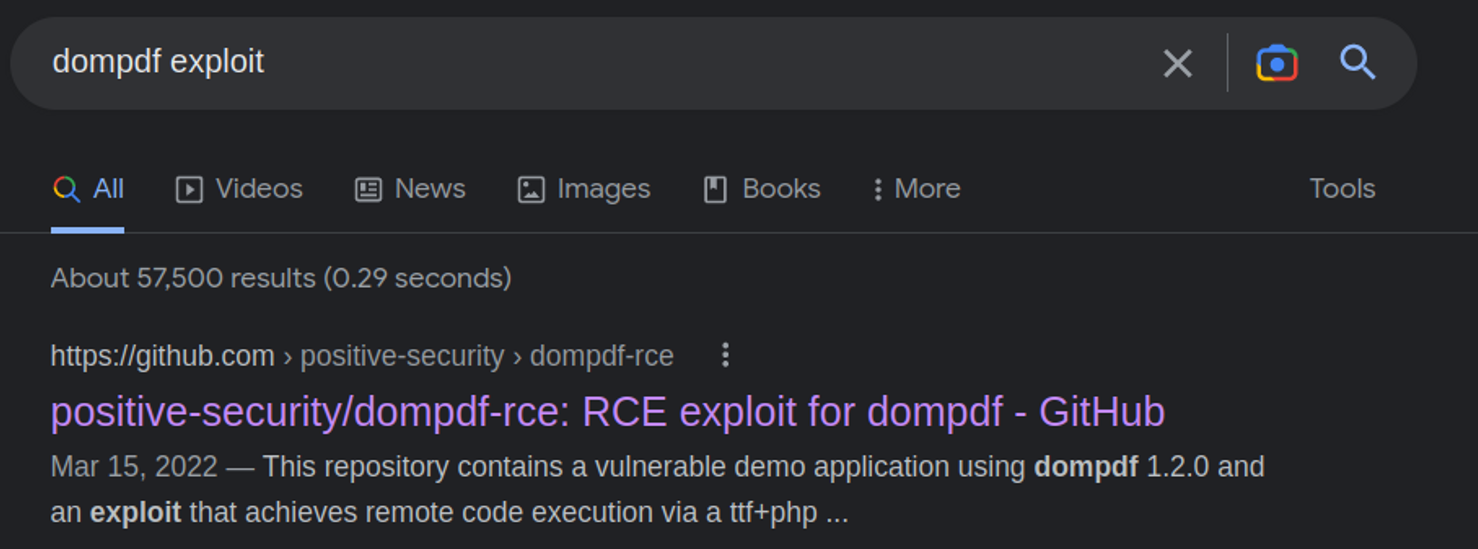 dompdf exploit
All Videos News Images Books More Tools
About 57,500 results (0.29 seconds)
https://github.com › positive-security › dompdf-rce
positive-security/dompdf-rce: RCE exploit for dompdf - GitHub
Mar 15, 2022 — This repository contains a vulnerable demo application using dompdf 1.2.0 and
an exploit that achieves remote code execution via a ttf+php ...